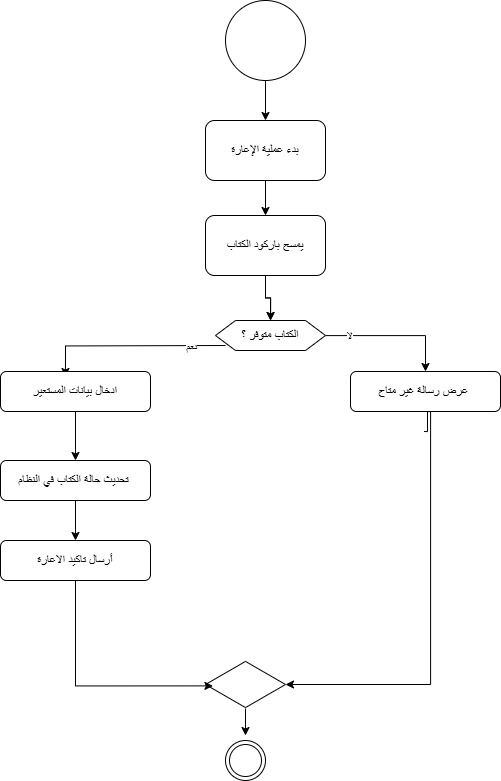 بدء عملية الإعارة
يمسح باركود الكتاب
الكتاب متوفر ؟
لا
نعم
ادخال بيانات المستعير
عرض رسالة غير متاح
تحديث حالة الكتاب في النظام
أرسال تاكيد الاعارة